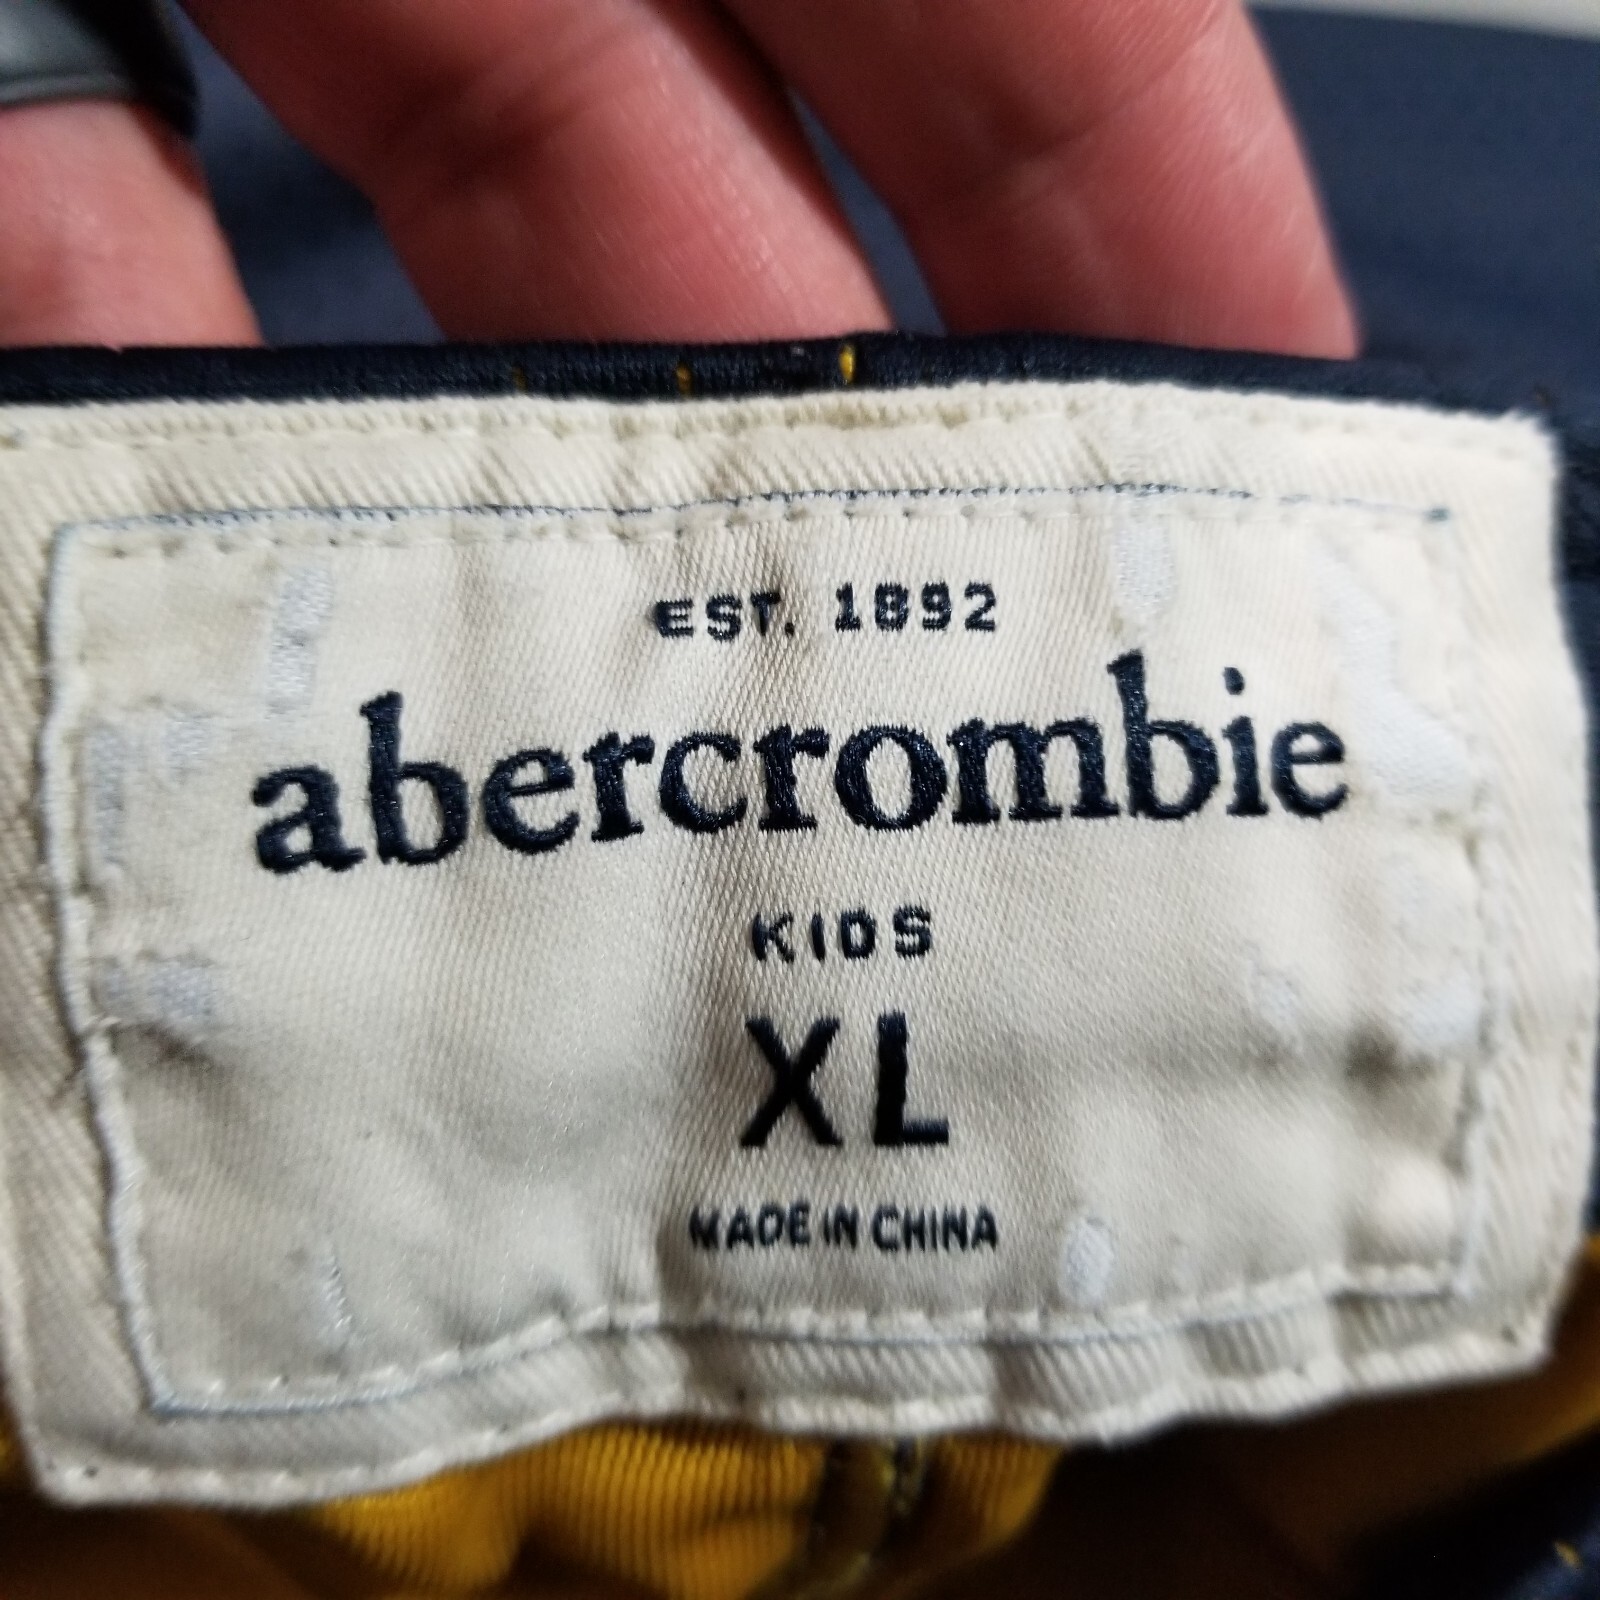 EST. 1892
abercrombie
KIDS
XL
MADE IN CHINA